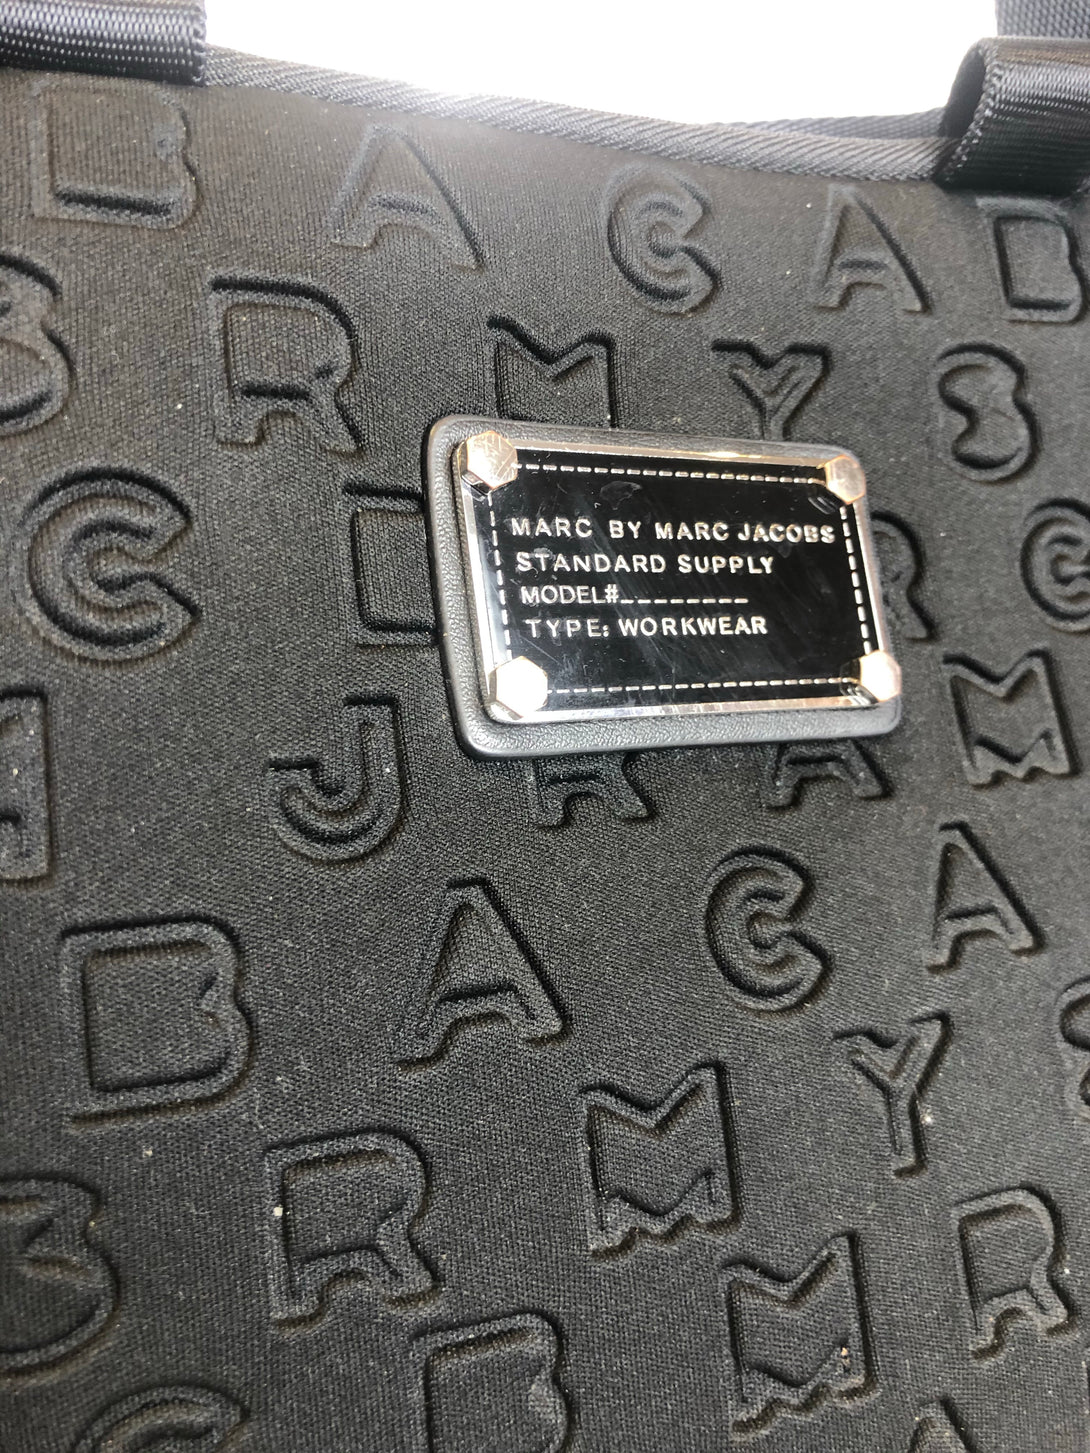 B A C A B
S R M Y S
C R C
J R A M
B A C A
R M Y
S M R
B
MARC BY MARC JACOBS
STANDARD SUPPLY
MODEL#________
TYPE: WORKWEAR